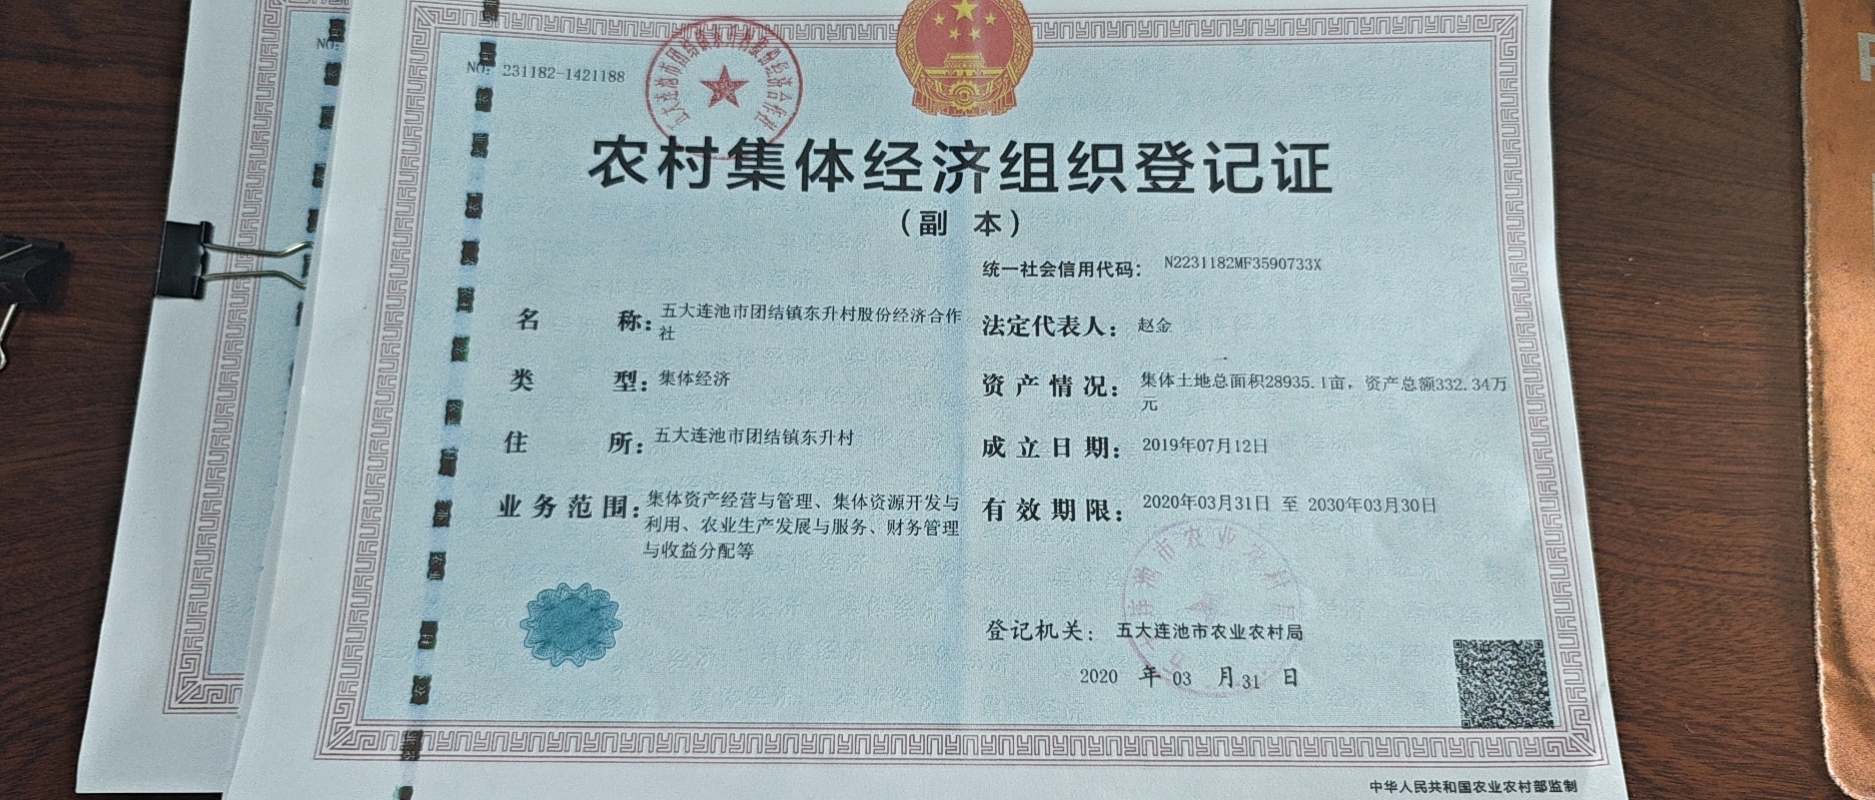 NO:
NO: 231182-1421188
农村集体经济组织登记证
(副 本)
统一社会信用代码: N2231182MF3590733X
名 称: 五大连池市团结镇东升村股份经济合作
社
类 型: 集体经济
住 所: 五大连池市团结镇东升村
业务范围: 集体资产经营与管理、集体资源开发与
利用、农业生产发展与服务、财务管理
与收益分配等
法定代表人: 赵金
资产情况: 集体土地总面积28935.1亩,资产总额332.34万
元
成立日期: 2019年07月12日
有效期限: 2020年03月31日 至 2030年03月30日
登记机关: 五大连池市农业农村局
2020 年 03 月 31 日
中华人民共和国农业农村部监制